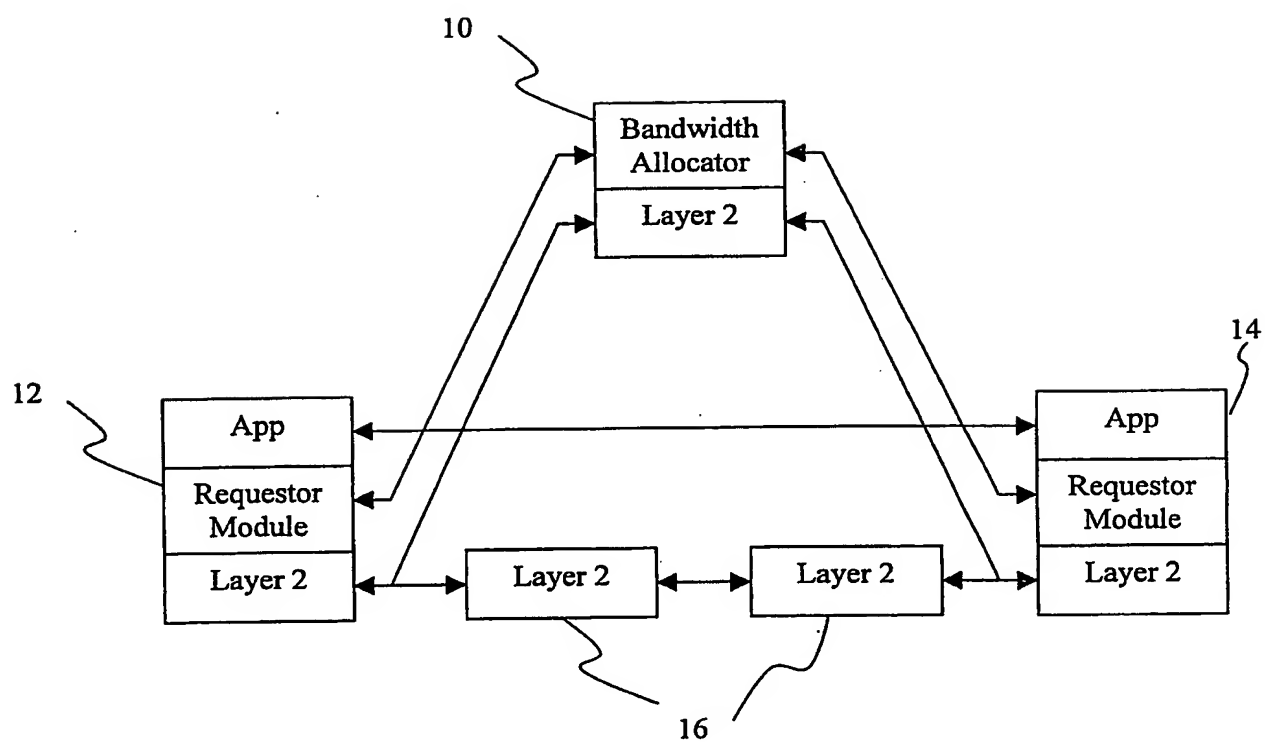 10
Bandwidth
Allocator
Layer 2
14
12
App
App
Requestor
Module
Requestor
Module
Layer 2
Layer 2
Layer 2
Layer 2
16